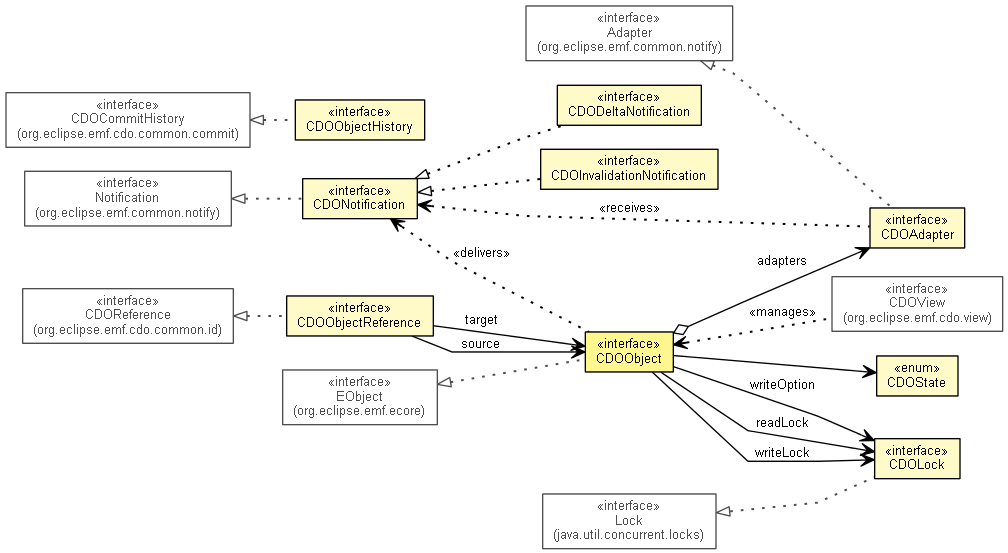 «interface»
Adapter
(org.eclipse.emf.common.notify)
«interface»
CDOCommitHistory
(org.eclipse.emf.cdo.common.commit)
«interface»
CDOObjectHistory
«interface»
CDODeltaNotification
«interface»
CDOInvalidationNotification
«interface»
Notification
(org.eclipse.emf.common.notify)
«interface»
CDONotification
«receives»
«interface»
CDOAdapter
«delivers»
adapters
«interface»
CDOView
(org.eclipse.emf.cdo.view)
«manages»
«interface»
CDOReference
(org.eclipse.emf.cdo.common.id)
«interface»
CDOObjectReference
target
source
«interface»
CDOObject
«interface»
EObject
(org.eclipse.emf.ecore)
«enum»
CDOState
writeOption
readLock
writeLock
«interface»
CDOLock
«interface»
Lock
(java.util.concurrent.locks)